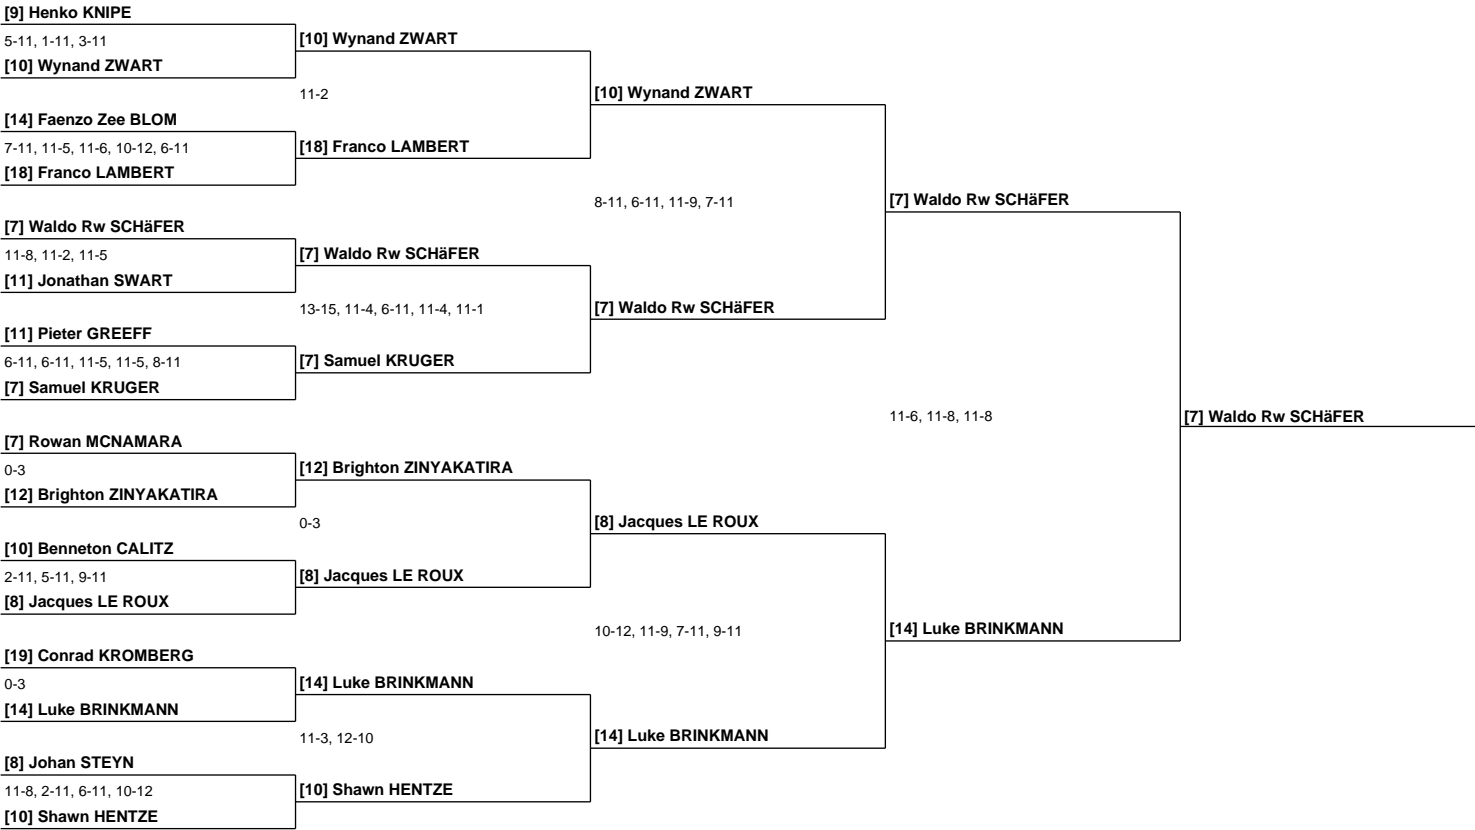 [9] Henko KNIPE
5-11, 1-11, 3-11
[10] Wynand ZWART
[14] Faenzo Zee BLOM
7-11, 11-5, 11-6, 10-12, 6-11
[18] Franco LAMBERT
[7] Waldo Rw SCHäFER
11-8, 11-2, 11-5
[11] Jonathan SWART
[11] Pieter GREEFF
6-11, 6-11, 11-5, 11-5, 8-11
[7] Samuel KRUGER
[7] Rowan MCNAMARA
0-3
[12] Brighton ZINYAKATIRA
[10] Benneton CALITZ
2-11, 5-11, 9-11
[8] Jacques LE ROUX
[19] Conrad KROMBERG
0-3
[14] Luke BRINKMANN
[8] Johan STEYN
11-8, 2-11, 6-11, 10-12
[10] Shawn HENTZE
[10] Wynand ZWART
11-2
[18] Franco LAMBERT
[7] Waldo Rw SCHäFER
13-15, 11-4, 6-11, 11-4, 11-1
[7] Samuel KRUGER
[12] Brighton ZINYAKATIRA
0-3
[8] Jacques LE ROUX
[14] Luke BRINKMANN
11-3, 12-10
[10] Shawn HENTZE
[10] Wynand ZWART
8-11, 6-11, 11-9, 7-11
[7] Waldo Rw SCHäFER
[8] Jacques LE ROUX
10-12, 11-9, 7-11, 9-11
[14] Luke BRINKMANN
[7] Waldo Rw SCHäFER
11-6, 11-8, 11-8
[14] Luke BRINKMANN
[7] Waldo Rw SCHäFER